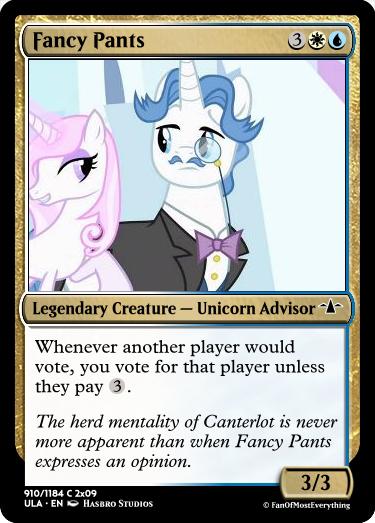 Fancy Pants 3
Legendary Creature — Unicorn Advisor
Whenever another player would
vote, you vote for that player unless
they pay 3.
The herd mentality of Canterlot is never
more apparent than when Fancy Pants
expresses an opinion.
3/3
910/1184 C 2x09
ULA • EN Hasbro Studios
© FanOfMostEverything